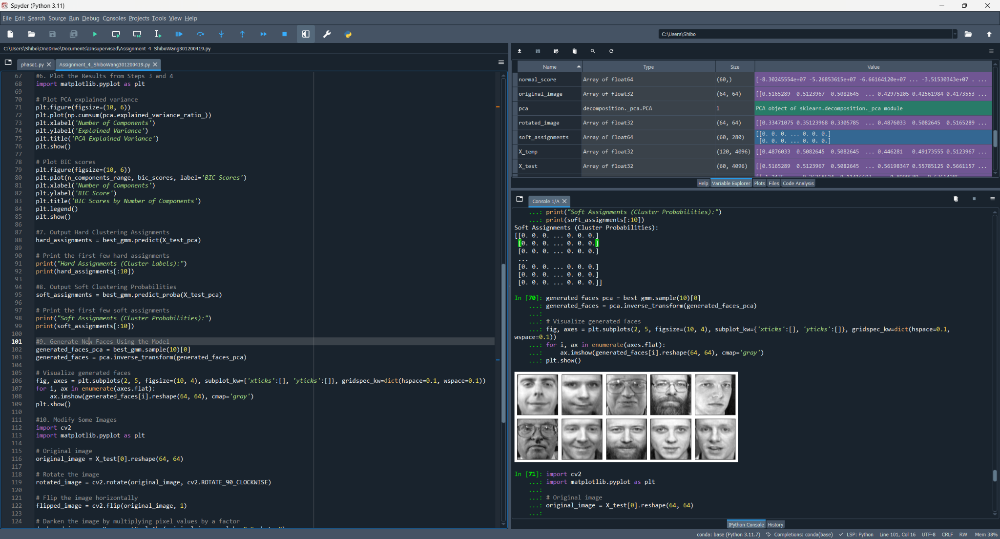 Spyder (Python 3.11)
File Edit Search Source Run Debug Consoles Projects Tools View Help
C:\Users\Shibo
C:\Users\Shibo\OneDrive\Documents\Unsupervised\Assignment_4_ShiboWang301200419.py
phase1.py
Assignment_4_ShiboWang301200419.py
67 #6. Plot the Results from Steps 3 and 4
68 import matplotlib.pyplot as plt
69
70 # Plot PCA explained variance
71 plt.figure(figsize=(10, 6))
72 plt.plot(np.cumsum(pca.explained_variance_ratio_))
73 plt.xlabel('Number of Components')
74 plt.ylabel('Explained Variance')
75 plt.title('PCA Explained Variance')
76 plt.show()
77
78 # Plot BIC scores
79 plt.figure(figsize=(10, 6))
80 plt.plot(n_components_range, bic_scores, label='BIC Scores')
81 plt.xlabel('Number of Components')
82 plt.ylabel('BIC Score')
83 plt.title('BIC Scores by Number of Components')
84 plt.legend()
85 plt.show()
86
87 #7. Output Hard Clustering Assignments
88 hard_assignments = best_gmm.predict(X_test_pca)
89
90 # Print the first few hard assignments
91 print("Hard Assignments (Cluster Labels):")
92 print(hard_assignments[:10])
93
94 #8. Output Soft Clustering Probabilities
95 soft_assignments = best_gmm.predict_proba(X_test_pca)
96
97 # Print the first few soft assignments
98 print("Soft Assignments (Cluster Probabilities):")
99 print(soft_assignments[:10])
100
101 #9. Generate New Faces Using the Model
102 generated_faces_pca = best_gmm.sample(10)[0]
103 generated_faces = pca.inverse_transform(generated_faces_pca)
104
105 # Visualize generated faces
106 fig, axes = plt.subplots(2, 5, figsize=(10, 4), subplot_kw={'xticks':[], 'yticks':[]}, gridspec_kw=dict(hspace=0.1, wspace=0.1))
107 for i, ax in enumerate(axes.flat):
108 ax.imshow(generated_faces[i].reshape(64, 64), cmap='gray')
109 plt.show()
110
111 #10. Modify Some Images
112 import cv2
113 import matplotlib.pyplot as plt
114
115 # Original image
116 original_image = X_test[0].reshape(64, 64)
117
118 # Rotate the image
119 rotated_image = cv2.rotate(original_image, cv2.ROTATE_90_CLOCKWISE)
120
121 # Flip the image horizontally
122 flipped_image = cv2.flip(original_image, 1)
123
124 # Darken the image by multiplying pixel values by a factor
Name Type Size Value
normal_score Array of float64 (60,) [-8.30245554e+07 -5.26853615e+07 -6.66164120e+07 ... -3.51530343e+07 . ...
original_image Array of float32 (64, 64) [[0.5165289 0.5123967 0.5082645 ... 0.42975205 0.42561984 0.4173553 ...
pca decomposition._pca.PCA 1 PCA object of sklearn.decomposition._pca module
rotated_image Array of float32 (64, 64) [[0.33471075 0.35123968 0.3305785 ... 0.4876033 0.5082645 0.5165289 ...
soft_assignments Array of float64 (60, 280) [[0. 0. 0. ... 0. 0. 0.]
[0. 0. 0. ... 0. 0. 0.]
X_temp Array of float32 (120, 4096) [[0.4876033 0.5082645 0.5082645 ... 0.446281 0.49173555 0.5123967 ...
X_test Array of float32 (60, 4096) [[0.5165289 0.5123967 0.5082645 ... 0.56198347 0.55785125 0.5661157 ...
Help Variable Explorer Plots Files Code Analysis
Console 1/A
...: print("Soft Assignments (Cluster Probabilities):")
...: print(soft_assignments[:10])
Soft Assignments (Cluster Probabilities):
[[0. 0. 0. ... 0. 0. 0.]
[0. 0. 0. ... 0. 0. 0.]
[0. 0. 0. ... 0. 0. 0.]
...
[0. 0. 0. ... 0. 0. 0.]
[0. 0. 0. ... 0. 0. 0.]
[0. 0. 0. ... 0. 0. 0.]]
In [70]: generated_faces_pca = best_gmm.sample(10)[0]
...: generated_faces = pca.inverse_transform(generated_faces_pca)
...:
...: # Visualize generated faces
...: fig, axes = plt.subplots(2, 5, figsize=(10, 4), subplot_kw={'xticks':[], 'yticks':[]}, gridspec_kw=dict(hspace=0.1,
wspace=0.1))
...: for i, ax in enumerate(axes.flat):
...: ax.imshow(generated_faces[i].reshape(64, 64), cmap='gray')
...: plt.show()
In [71]: import cv2
...: import matplotlib.pyplot as plt
...:
...: # Original image
...: original_image = X_test[0].reshape(64, 64)
...:
IPython Console History
conda: base (Python 3.11.7) Completions: conda(base) LSP: Python Line 101, Col 16 UTF-8 CRLF RW Mem 38%